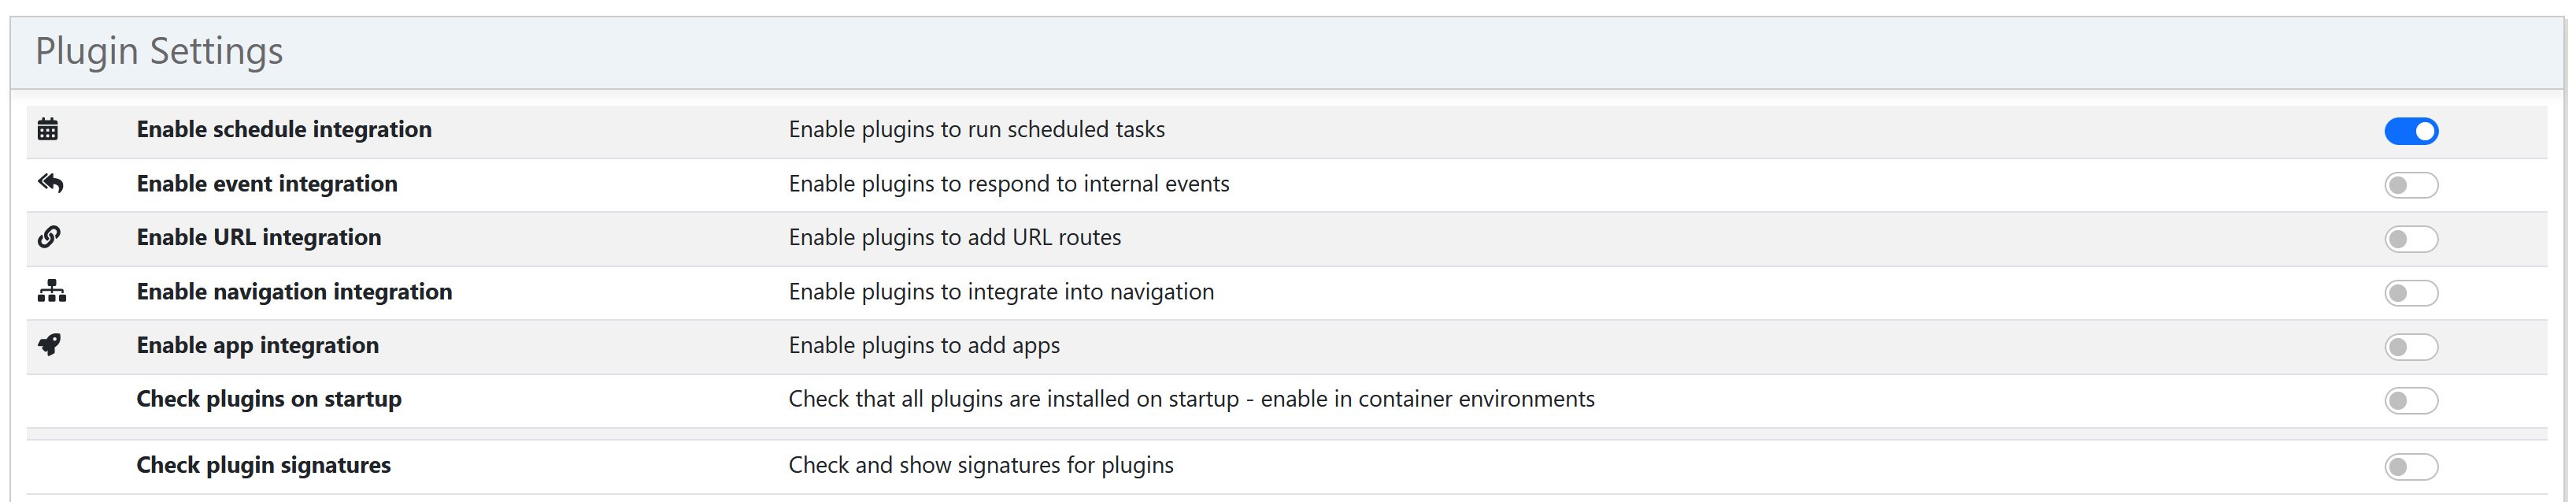 Plugin Settings
Enable schedule integration Enable plugins to run scheduled tasks
Enable event integration Enable plugins to respond to internal events
Enable URL integration Enable plugins to add URL routes
Enable navigation integration Enable plugins to integrate into navigation
Enable app integration Enable plugins to add apps
Check plugins on startup Check that all plugins are installed on startup - enable in container environments
Check plugin signatures Check and show signatures for plugins